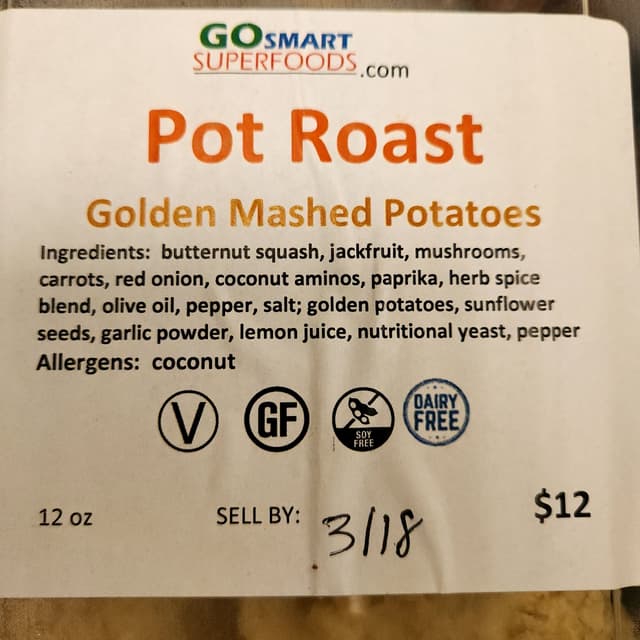 GOSMART
SUPERFOODS.com
Pot Roast
Golden Mashed Potatoes
Ingredients: butternut squash, jackfruit, mushrooms,
carrots, red onion, coconut aminos, paprika, herb spice
blend, olive oil, pepper, salt; golden potatoes, sunflower
seeds, garlic powder, lemon juice, nutritional yeast, pepper
Allergens: coconut
V
GF
SOY
FREE
DAIRY
FREE
12 oz
SELL BY: 3/18
$12